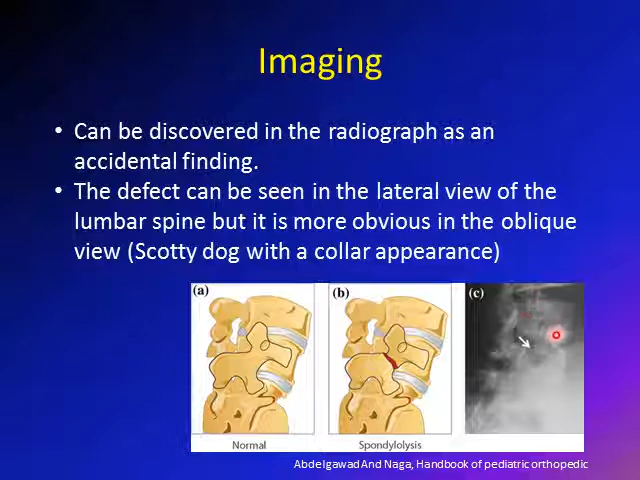 Imaging
• Can be discovered in the radiograph as an
accidental finding.
• The defect can be seen in the lateral view of the
lumbar spine but it is more obvious in the oblique
view (Scotty dog with a collar appearance)
(a) (b) (c)
Normal Spondylolysis
Abdelgawad And Naga, Handbook of pediatric orthopedic